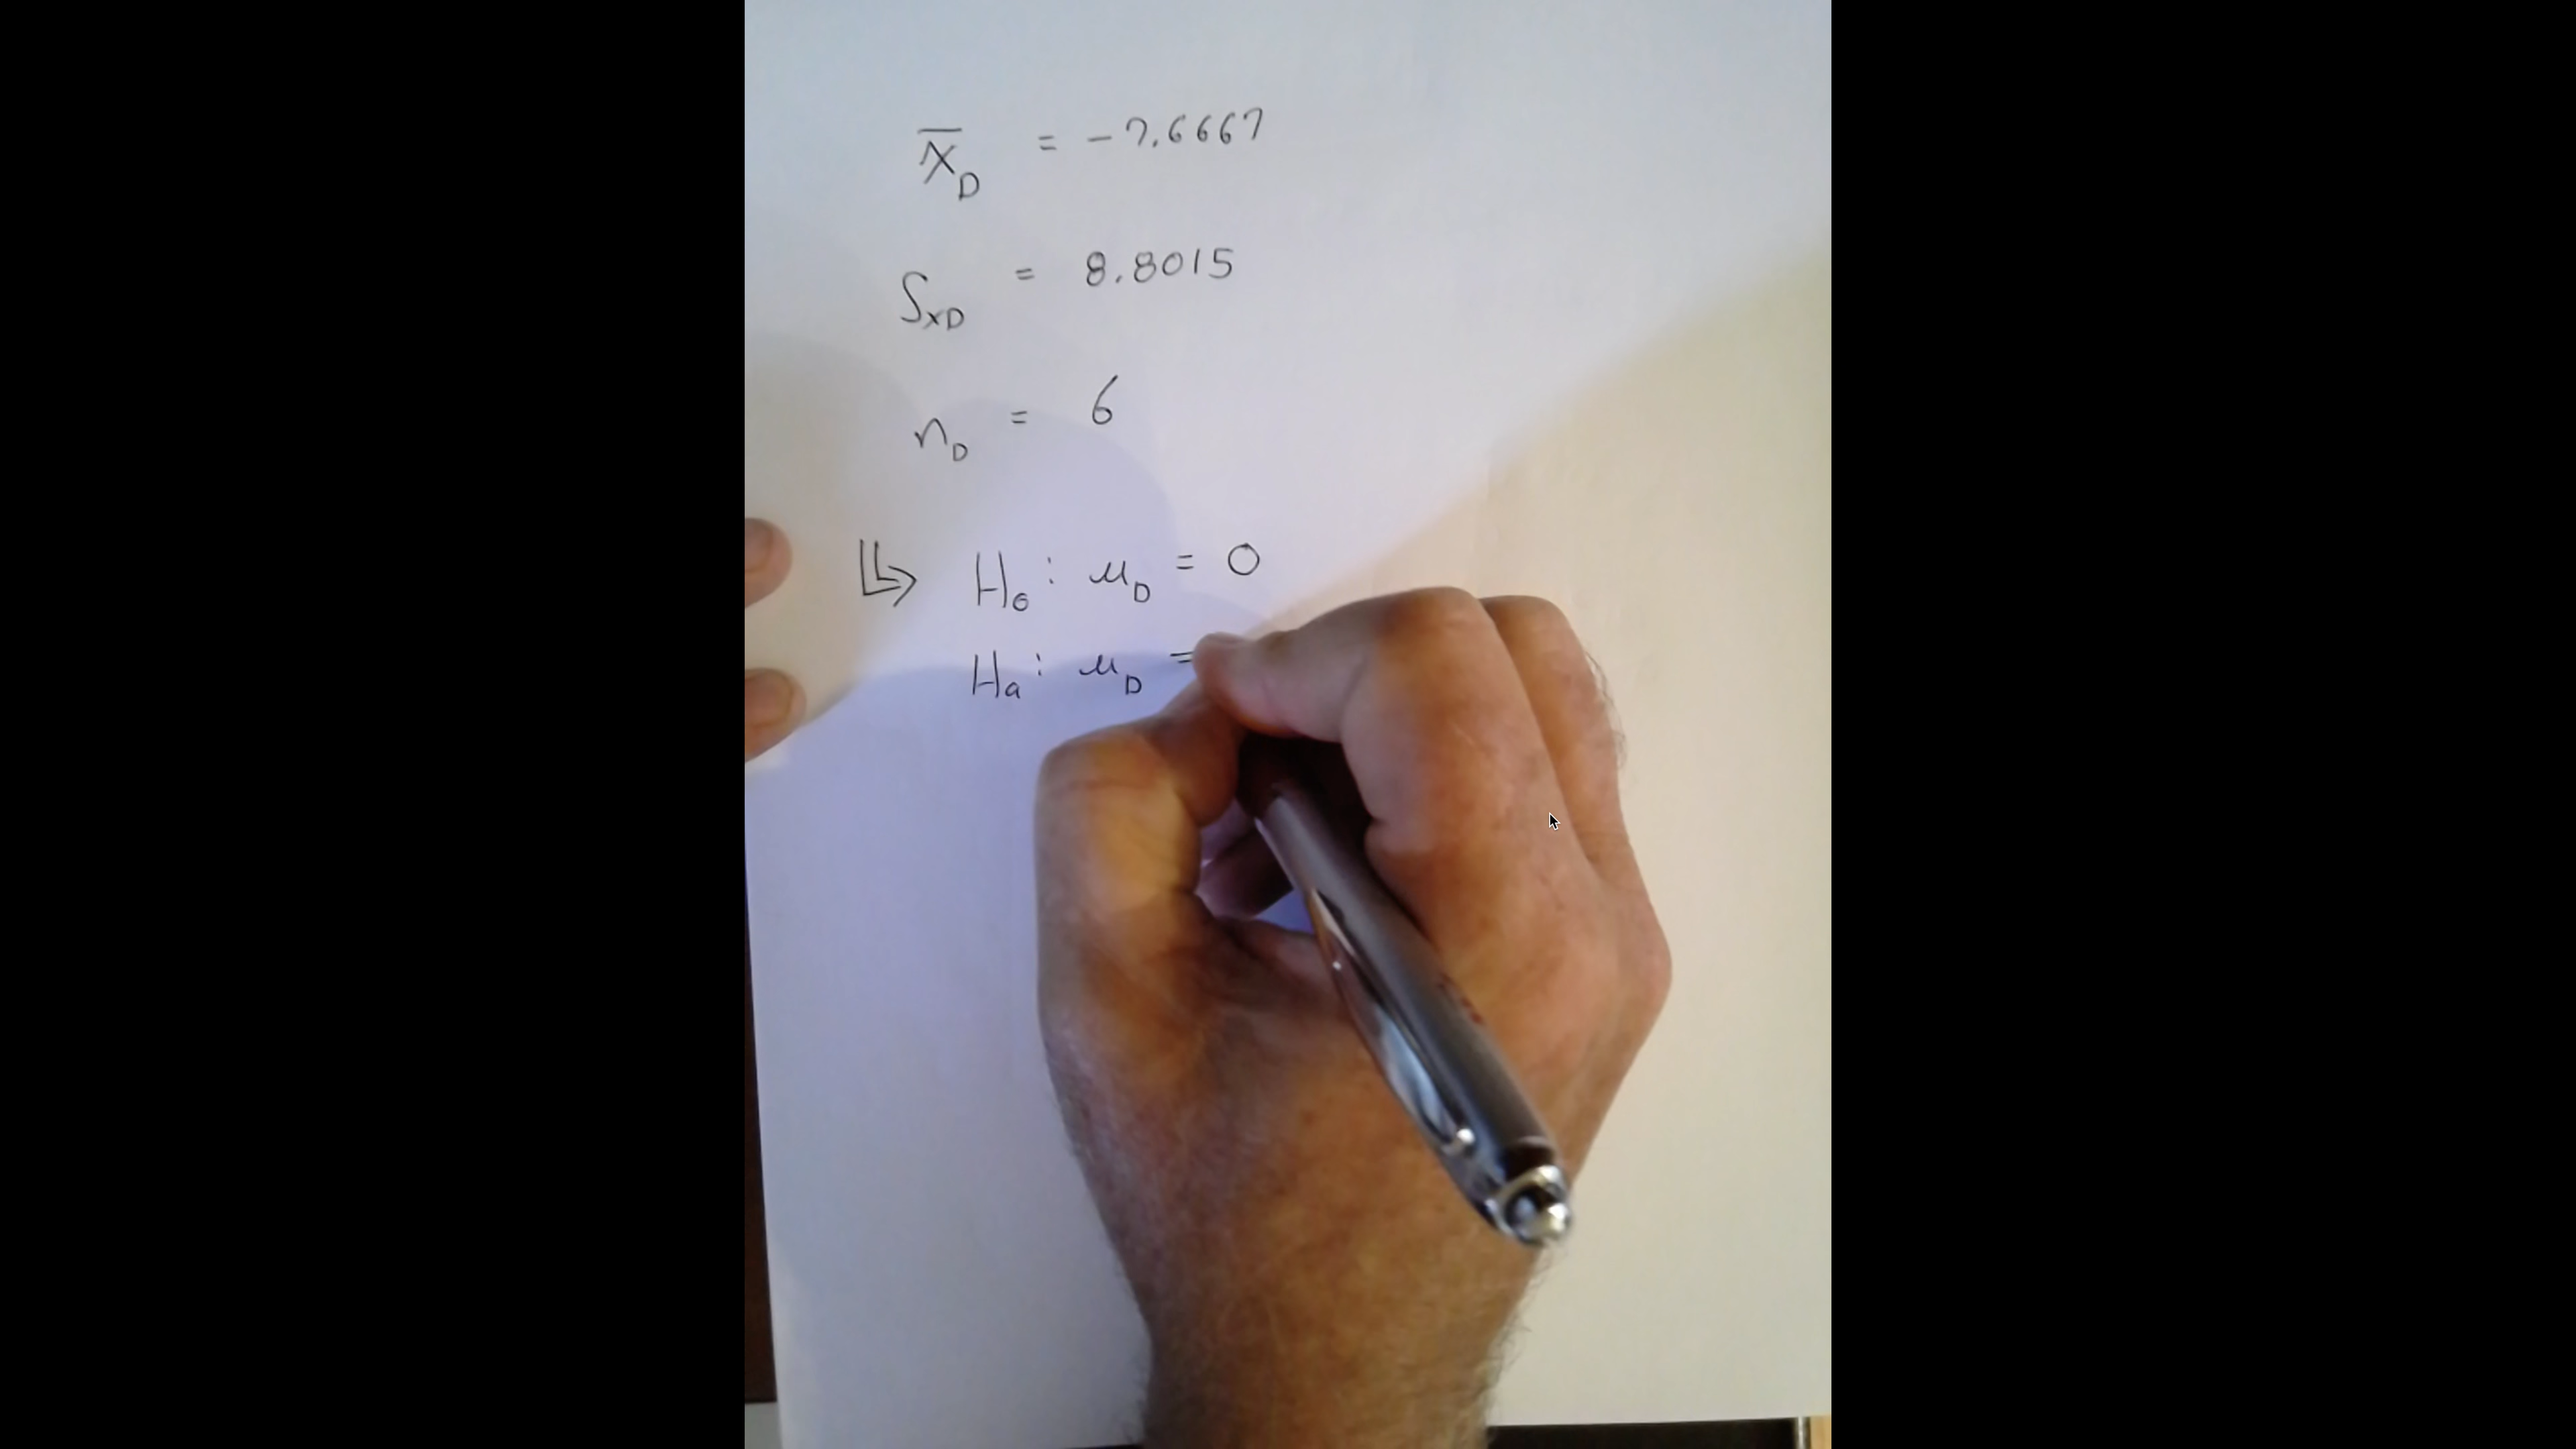 x̄D = -7.6667
SxD = 8.8015
nD = 6
H₀: μD = 0
Hₐ: μD =